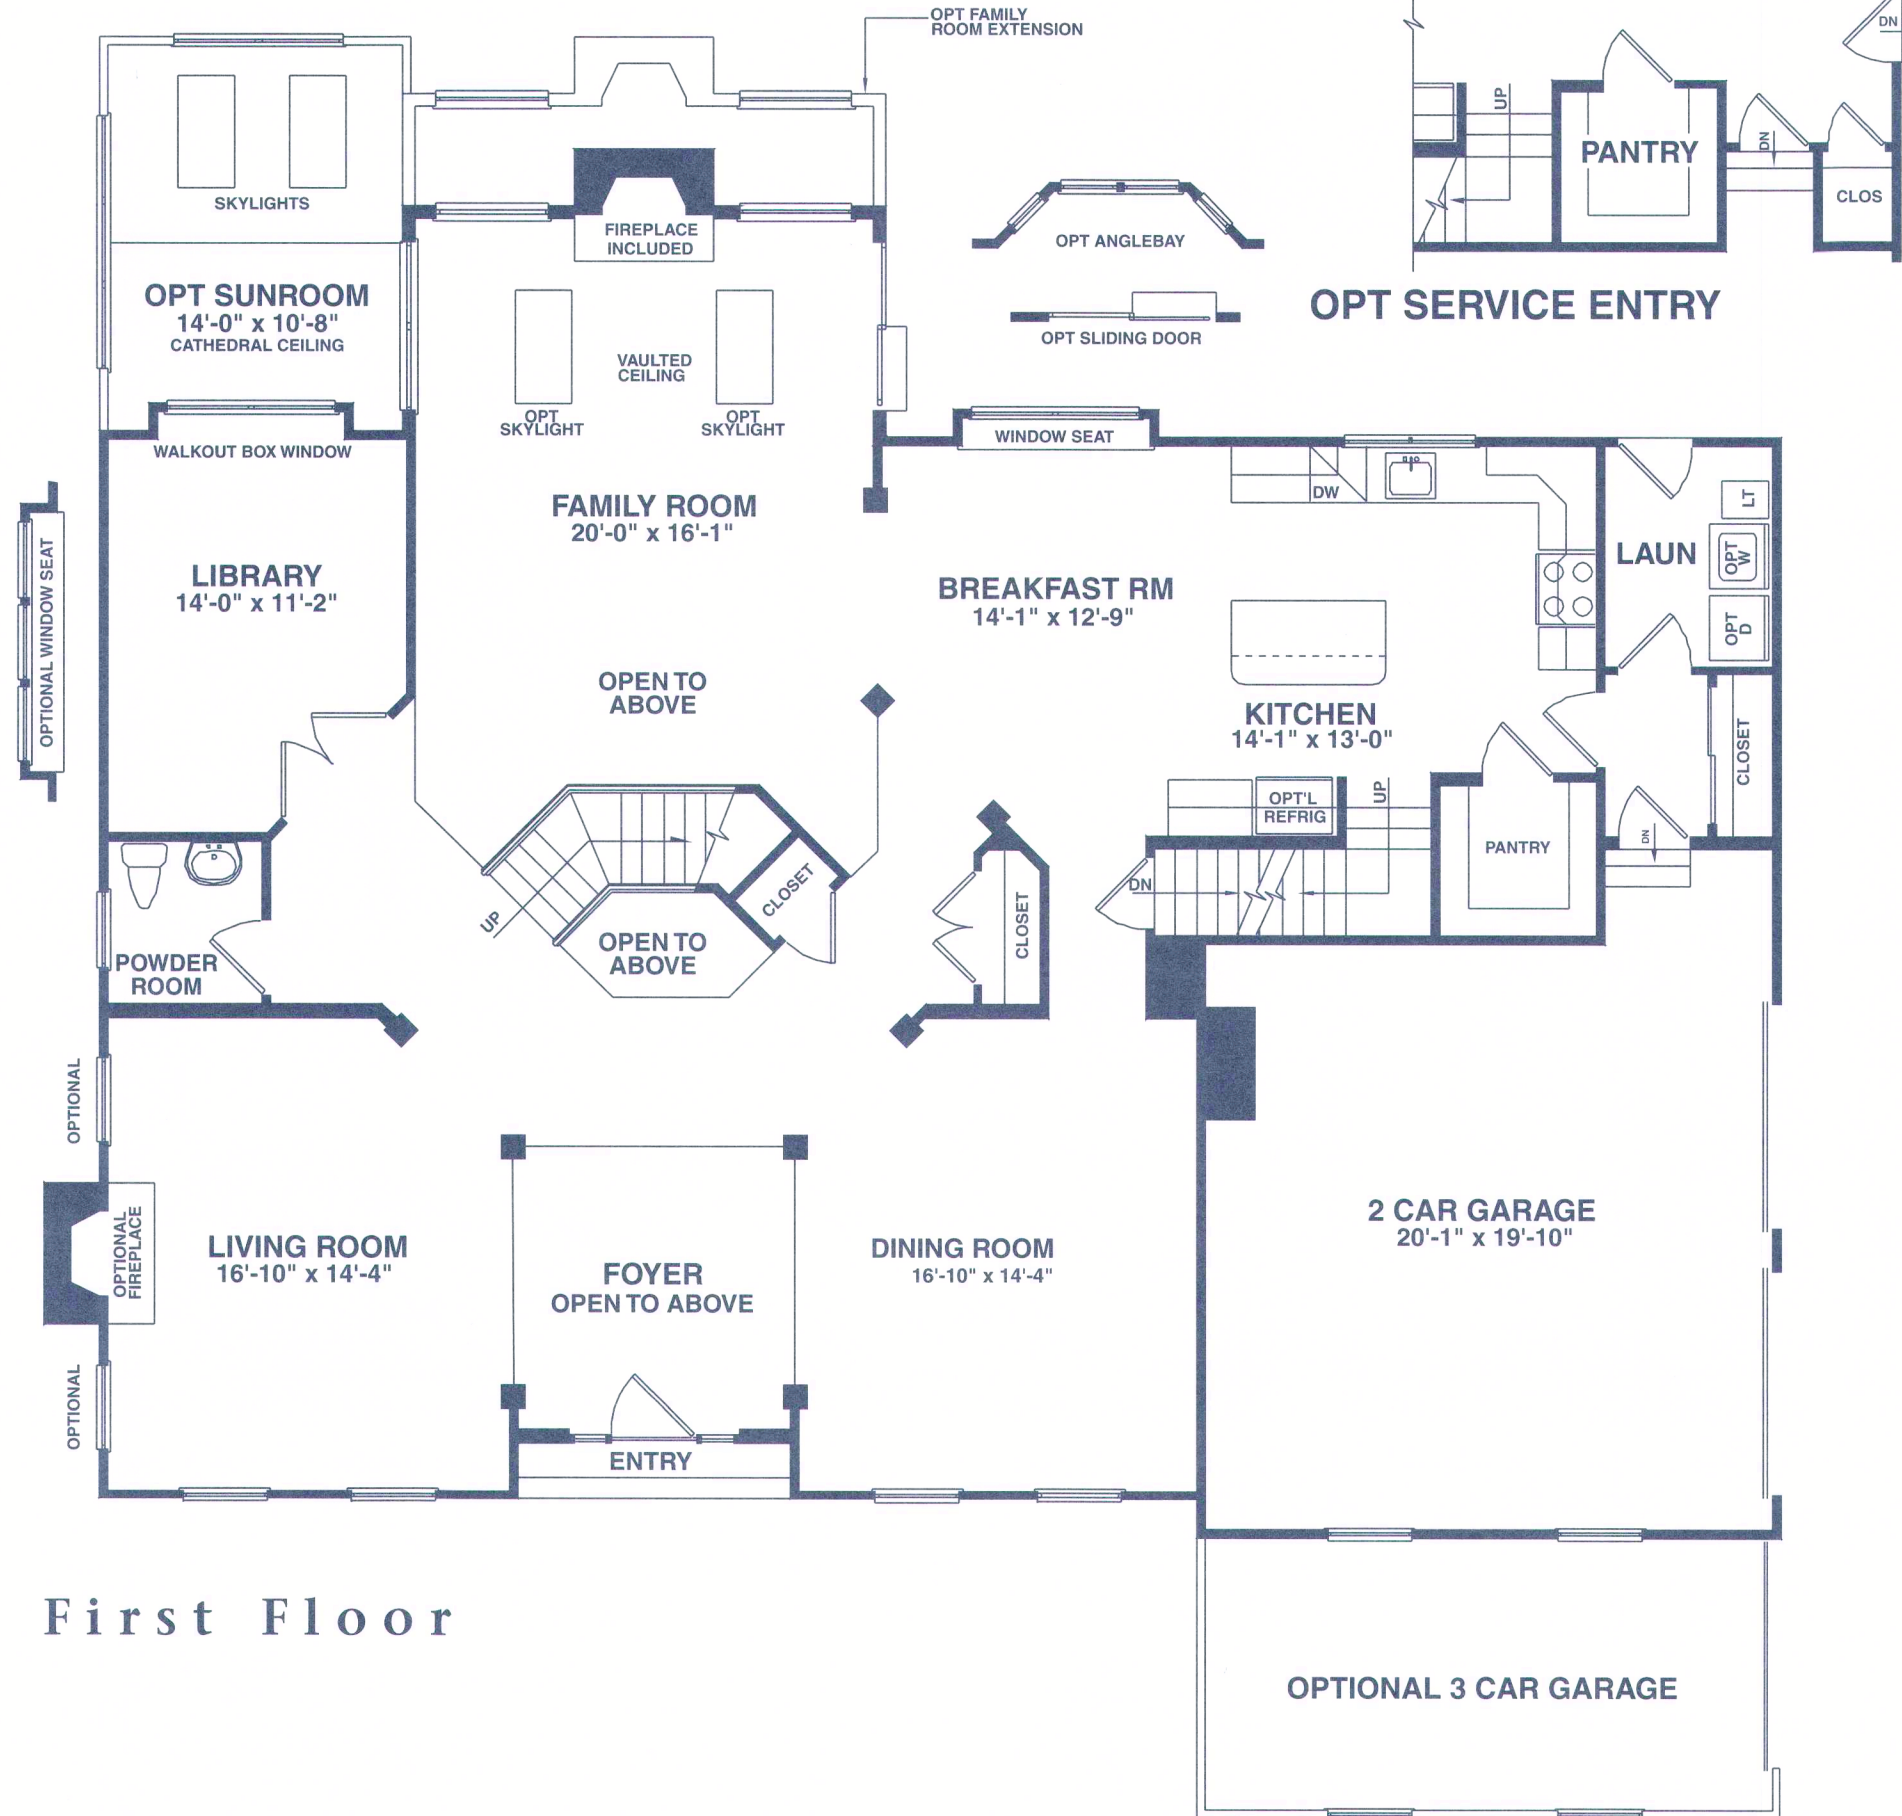 OPT FAMILY
ROOM EXTENSION
DN
UP
PANTRY
DN
CLOS
OPT SERVICE ENTRY
SKYLIGHTS
FIREPLACE
INCLUDED
OPT ANGLEBAY
OPT SLIDING DOOR
OPT SUNROOM
14'-0" x 10'-8"
CATHEDRAL CEILING
VAULTED
CEILING
OPT
SKYLIGHT
OPT
SKYLIGHT
WALKOUT BOX WINDOW
WINDOW SEAT
OPTIONAL WINDOW SEAT
LIBRARY
14'-0" x 11'-2"
FAMILY ROOM
20'-0" x 16'-1"
BREAKFAST RM
14'-1" x 12'-9"
DW
LT
LAUN
OPT
W
OPT
D
OPEN TO
ABOVE
KITCHEN
14'-1" x 13'-0"
CLOSET
OPT'L
REFRIG
UP
PANTRY
DN
DN
UP
CLOSET
CLOSET
OPEN TO
ABOVE
POWDER
ROOM
OPTIONAL
OPTIONAL
FIREPLACE
OPTIONAL
LIVING ROOM
16'-10" x 14'-4"
FOYER
OPEN TO ABOVE
DINING ROOM
16'-10" x 14'-4"
2 CAR GARAGE
20'-1" x 19'-10"
ENTRY
First Floor
OPTIONAL 3 CAR GARAGE